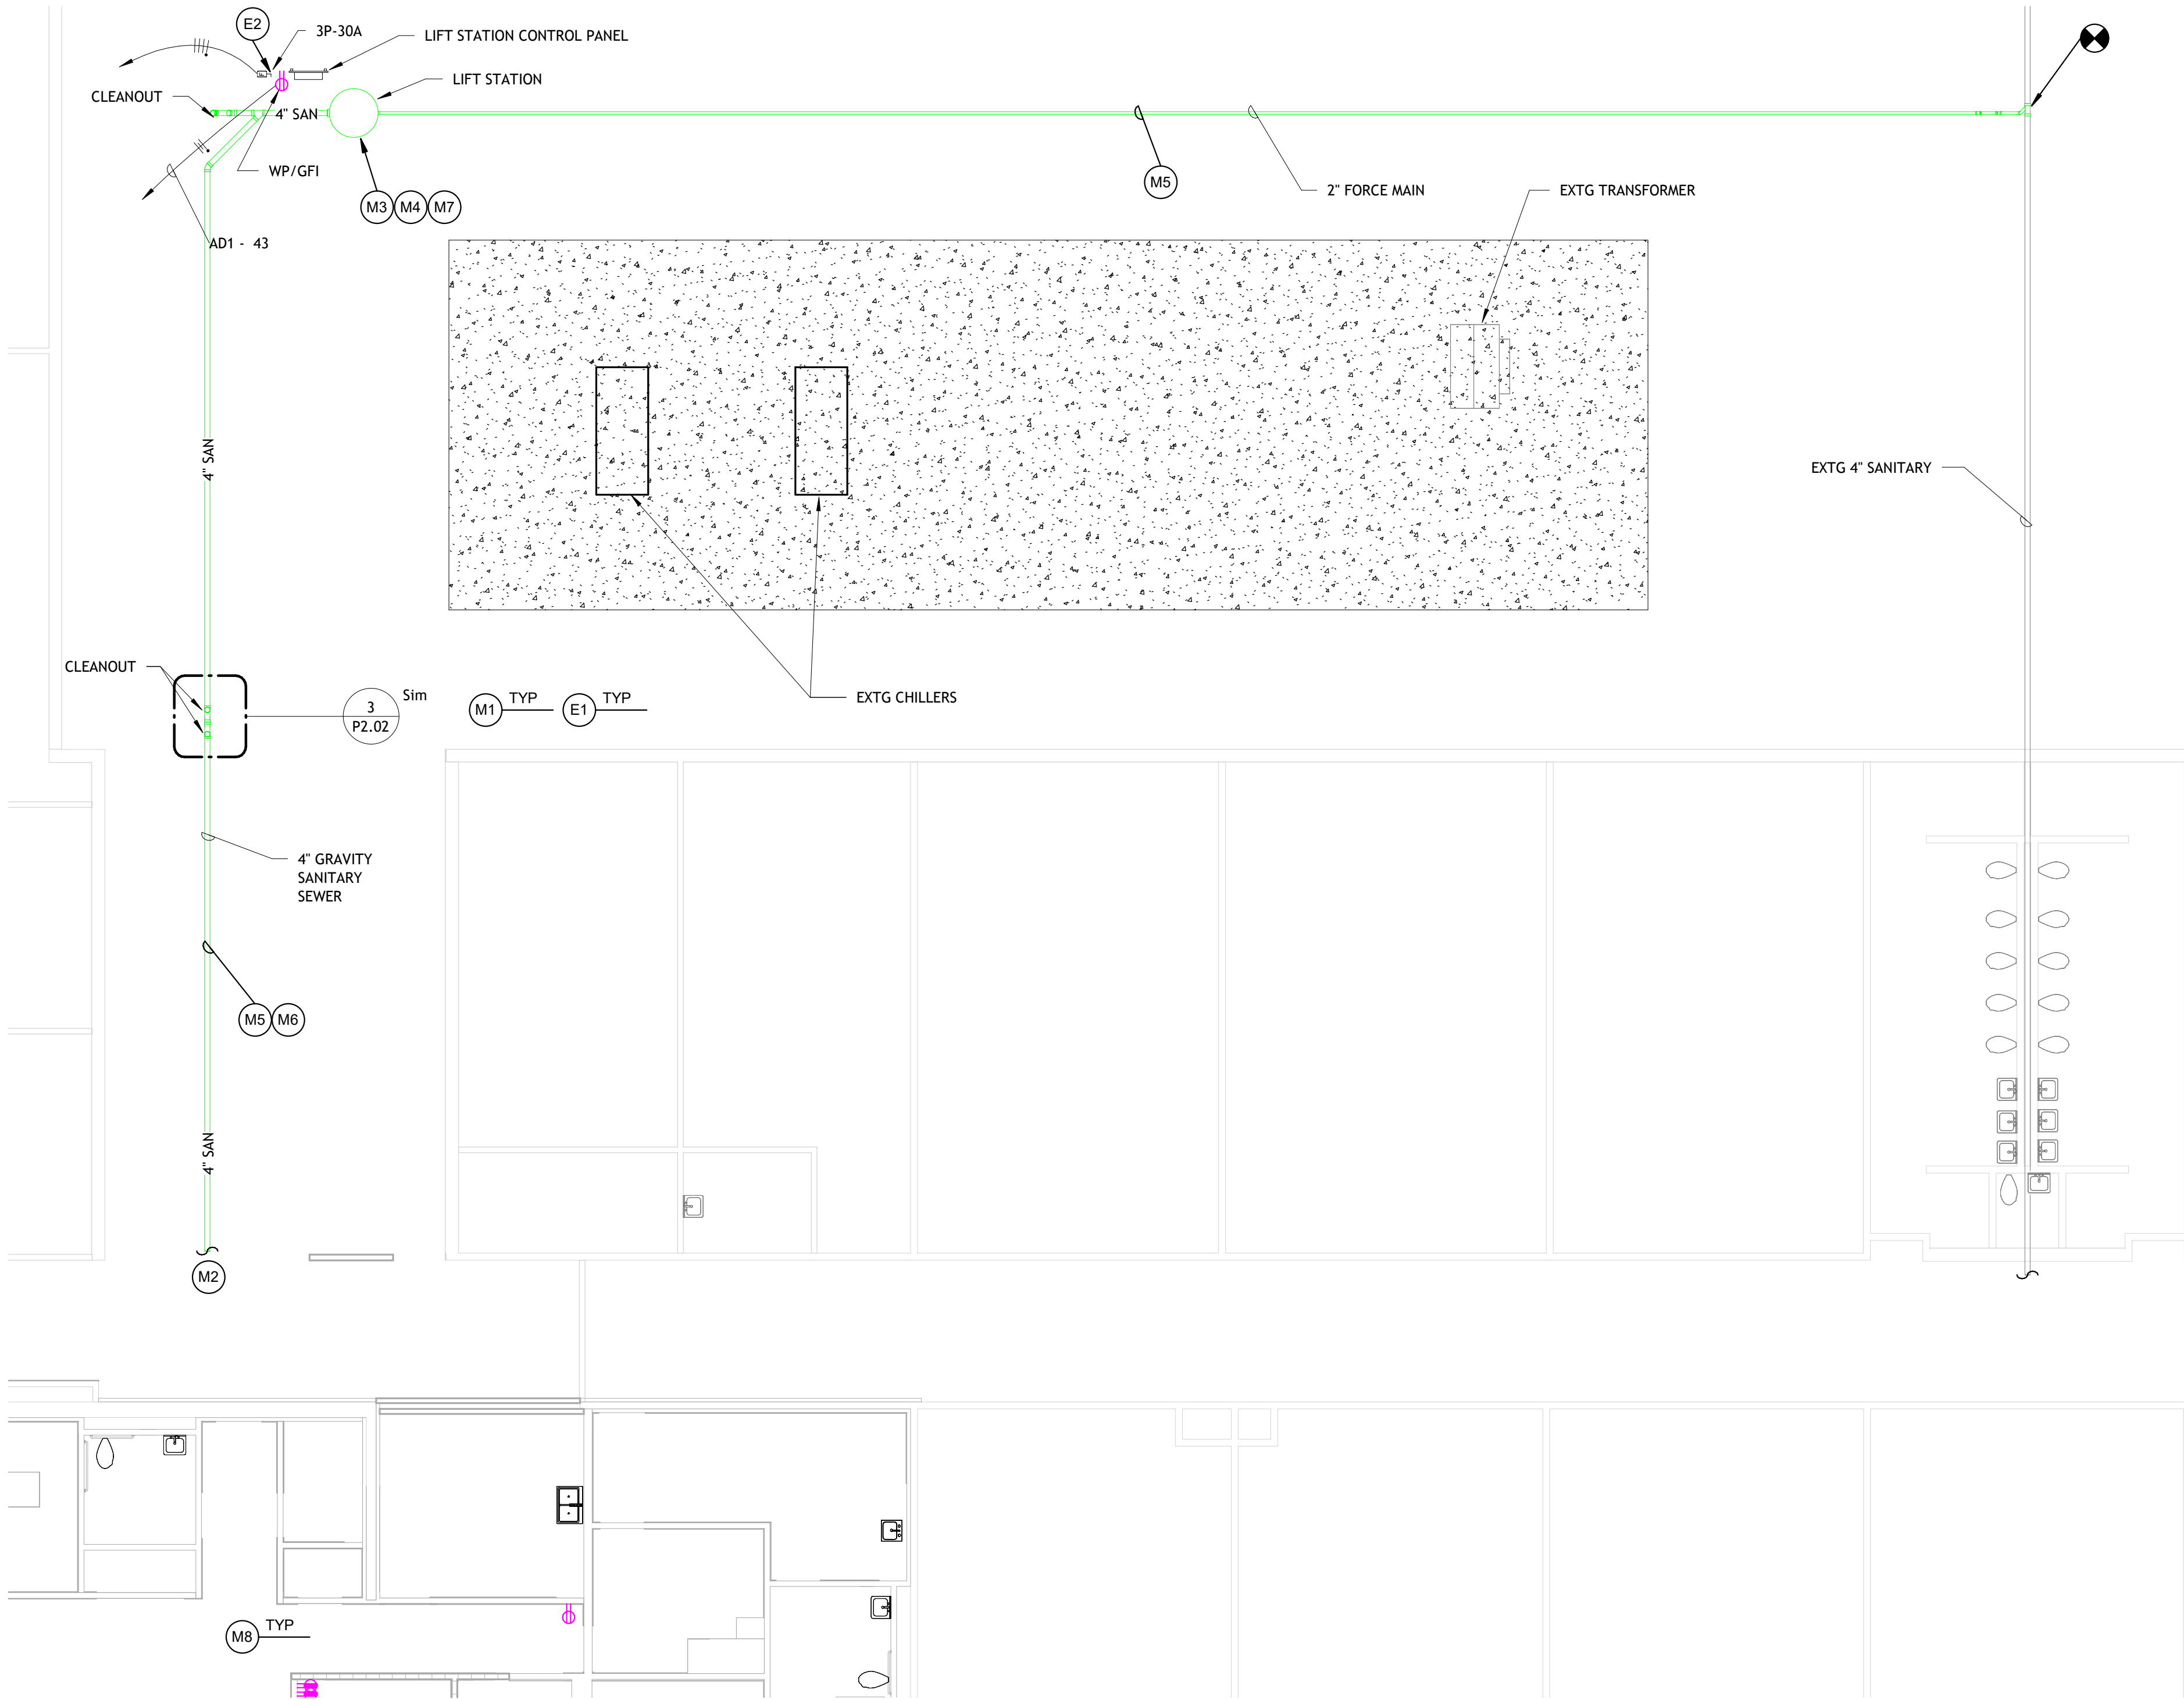 E2
3P-30A
LIFT STATION CONTROL PANEL
LIFT STATION
CLEANOUT
4" SAN
WP/GFI
M3 M4 M7
M5
2" FORCE MAIN
EXTG TRANSFORMER
AD1 - 43
4" SAN
EXTG 4" SANITARY
CLEANOUT
3
P2.02
Sim
M1 TYP
E1 TYP
EXTG CHILLERS
4" GRAVITY
SANITARY
SEWER
M5 M6
4" SAN
M2
M8 TYP